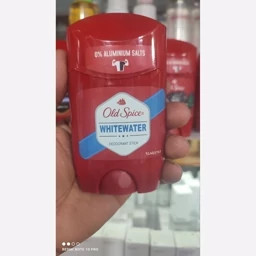 0% ALUMINIUM SALTS
Old Spice
WHITEWATER
DEODORANT STICK